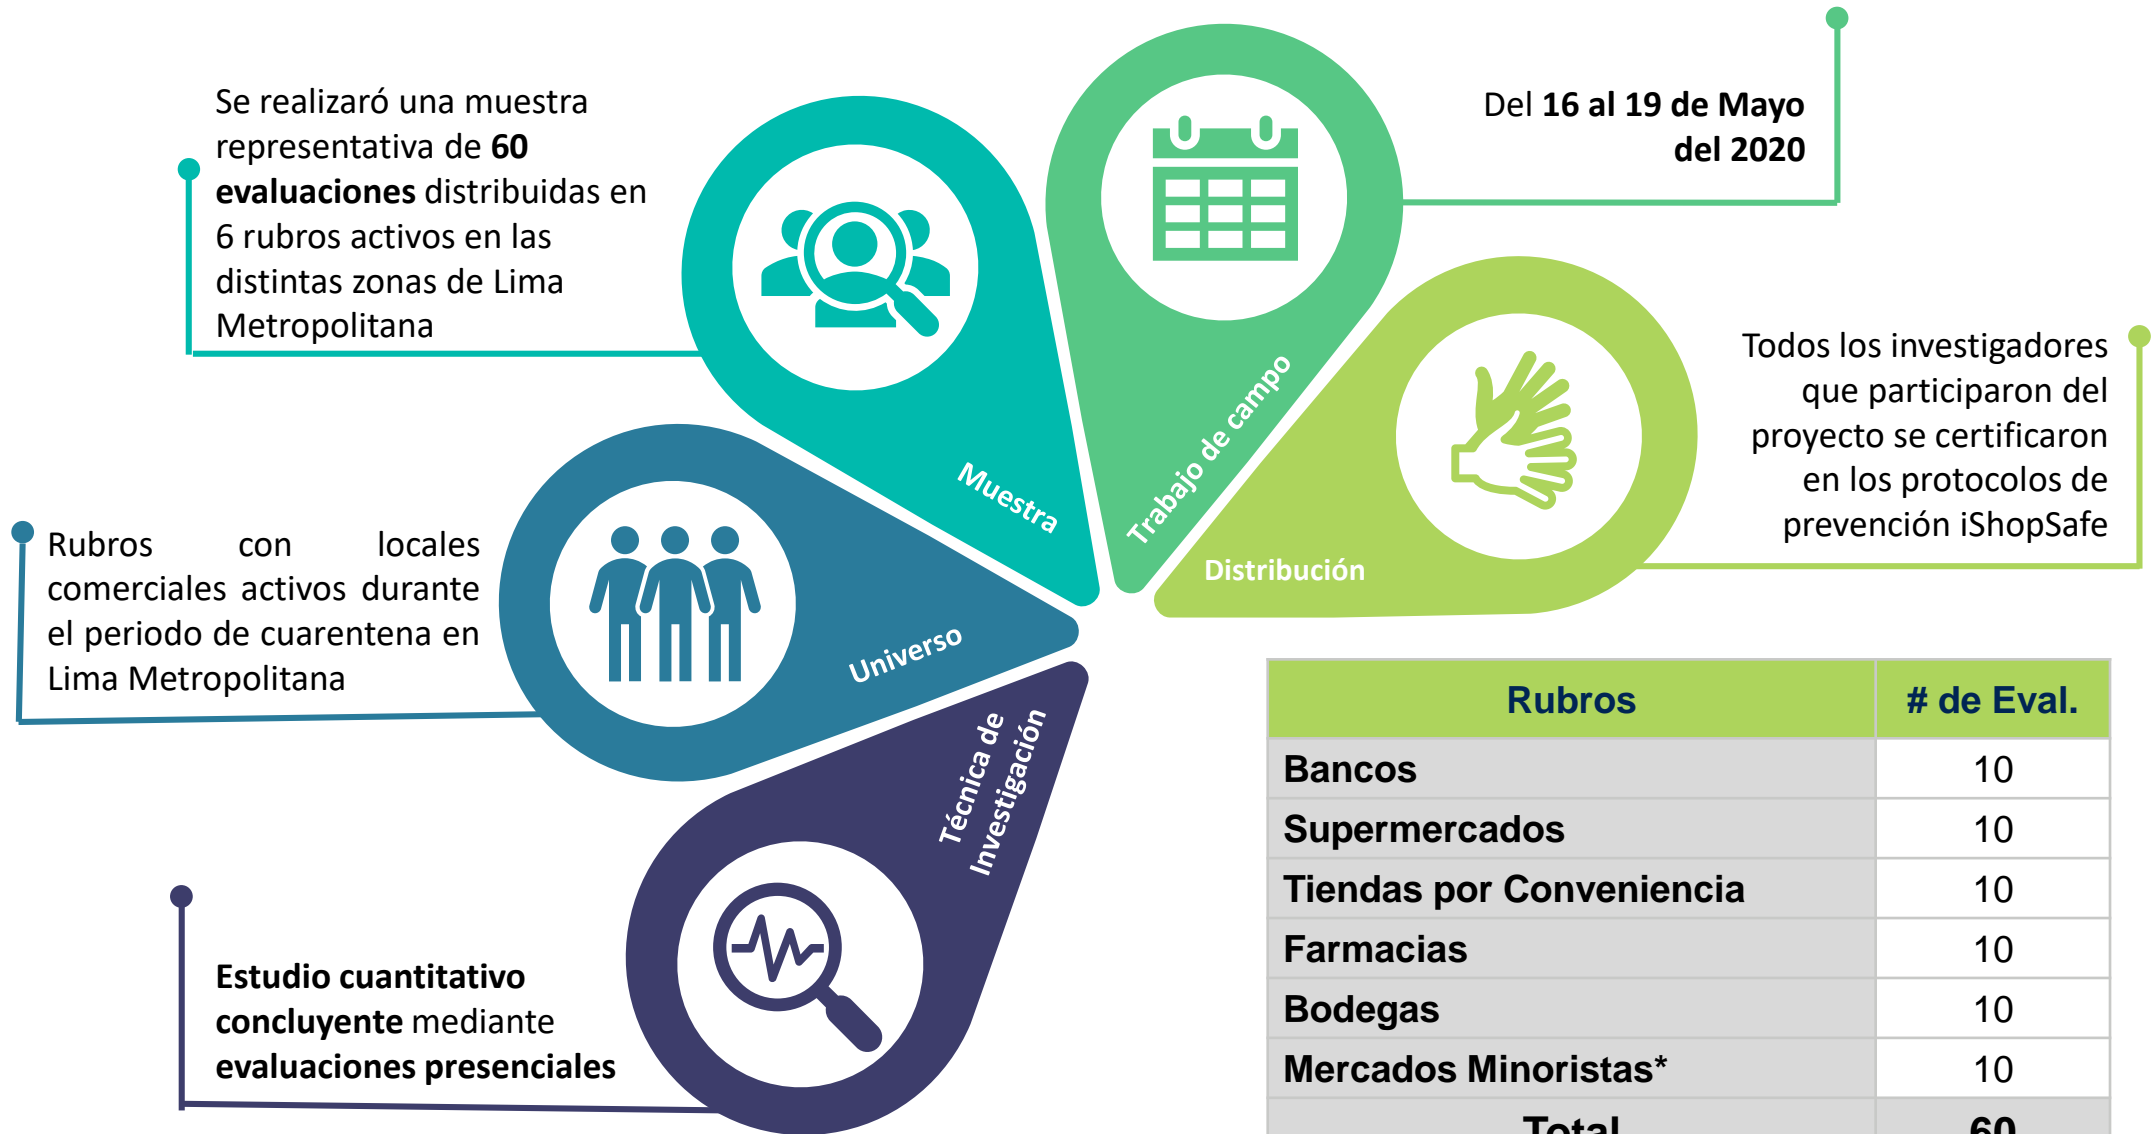 Se realizaró una muestra
representativa de 60
evaluaciones distribuidas en
6 rubros activos en las
distintas zonas de Lima
Metropolitana
Del 16 al 19 de Mayo
del 2020
Todos los investigadores
que participaron del
proyecto se certificaron
en los protocolos de
prevención iShopSafe
Rubros con locales
comerciales activos durante
el periodo de cuarentena en
Lima Metropolitana
Estudio cuantitativo
concluyente mediante
evaluaciones presenciales
Muestra
Trabajo de campo
Distribución
Universo
Técnica de
Investigación
Rubros # de Eval.
Bancos 10
Supermercados 10
Tiendas por Conveniencia 10
Farmacias 10
Bodegas 10
Mercados Minoristas* 10
Total 60